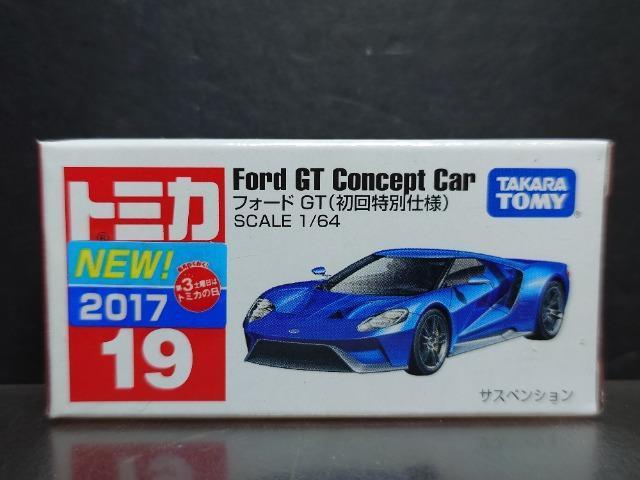 トミカ
®
NEW!
2017
第3土曜日は
トミカの日
19
Ford GT Concept Car
フォード GT(初回特別仕様)
SCALE 1/64
TAKARA
TOMY
サスペンション